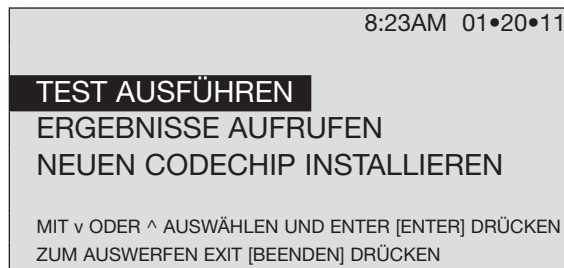 8:23AM 01•20•11
TEST AUSFÜHREN
ERGEBNISSE AUFRUFEN
NEUEN CODECHIP INSTALLIEREN
MIT v ODER ^ AUSWÄHLEN UND ENTER [ENTER] DRÜCKEN
ZUM AUSWERFEN EXIT [BEENDEN] DRÜCKEN